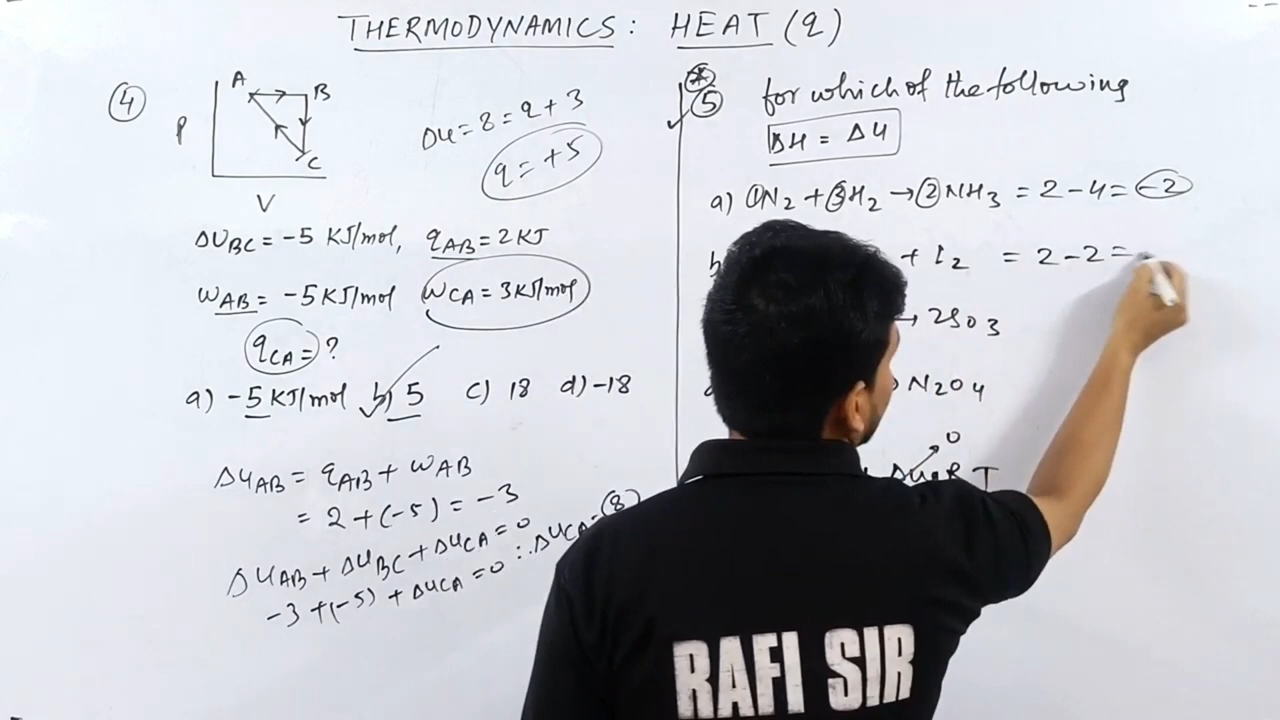 THERMODYNAMICS: HEAT (q)
④
A
B
C
P
V
ΔU = 8 = q + 3
q = +5
ΔU_BC = -5 KJ/mol, q_AB = 2KJ
W_AB = -5 KJ/mol W_CA = 3KJ/mol
q_CA = ?
a) -5 KJ/mol b) 5 c) 18 d) -18
ΔU_AB = q_AB + W_AB
= 2 + (-5) = -3
ΔU_AB + ΔU_BC + ΔU_CA = 0
-3 + (-5) + ΔU_CA = 0 ∴ ΔU_CA = 8
* ⑤ for which of the following
ΔH = ΔU
a) 1N2 + 3H2 → 2NH3 = 2 - 4 = -2
+ I2 = 2 - 2 =
→ 2SO3
N2O4
0
RT
RAFI SIR